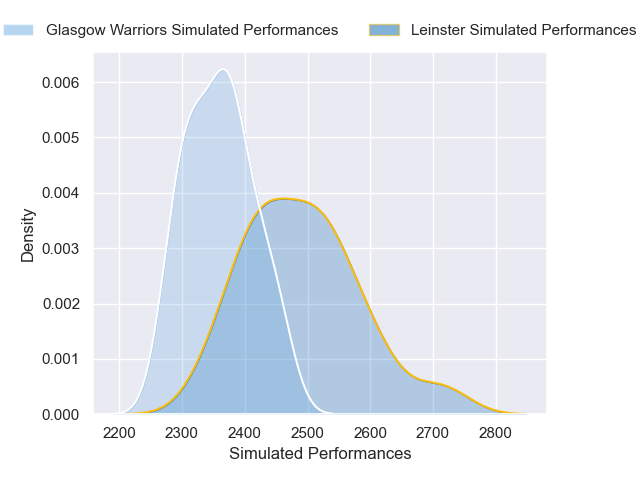 Glasgow Warriors Simulated Performances
Leinster Simulated Performances
0.006
0.005
0.004
0.003
0.002
0.001
0.000
Density
2200 2300 2400 2500 2600 2700 2800
Simulated Performances